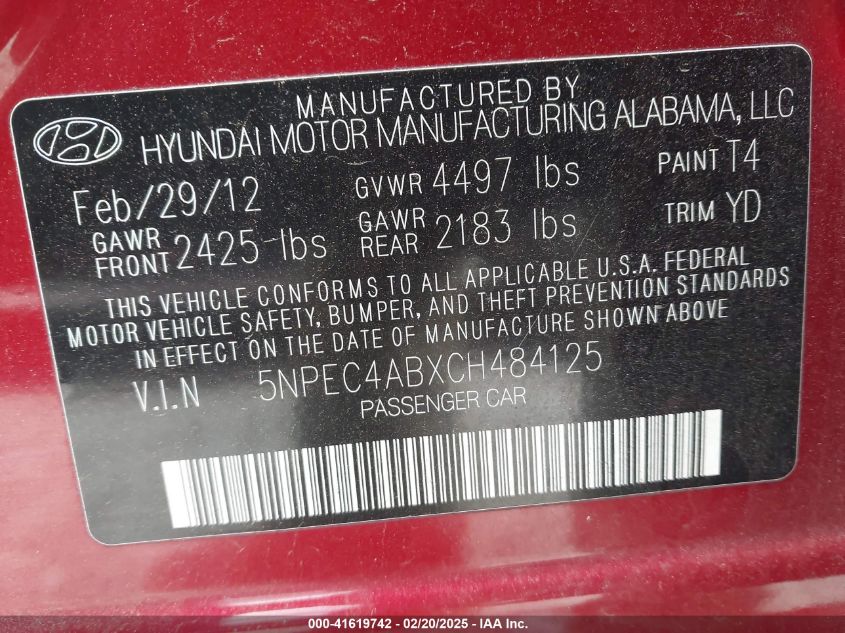 MANUFACTURED BY
HYUNDAI MOTOR MANUFACTURING ALABAMA, LLC
Feb/29/12 GVWR 4497 lbs PAINT T4
GAWR FRONT 2425 lbs GAWR REAR 2183 lbs TRIM YD
THIS VEHICLE CONFORMS TO ALL APPLICABLE U.S.A. FEDERAL
MOTOR VEHICLE SAFETY, BUMPER, AND THEFT PREVENTION STANDARDS
IN EFFECT ON THE DATE OF MANUFACTURE SHOWN ABOVE
V.I.N 5NPEC4ABXCH484125
PASSENGER CAR
000-41619742 - 02/20/2025 - IAA Inc.